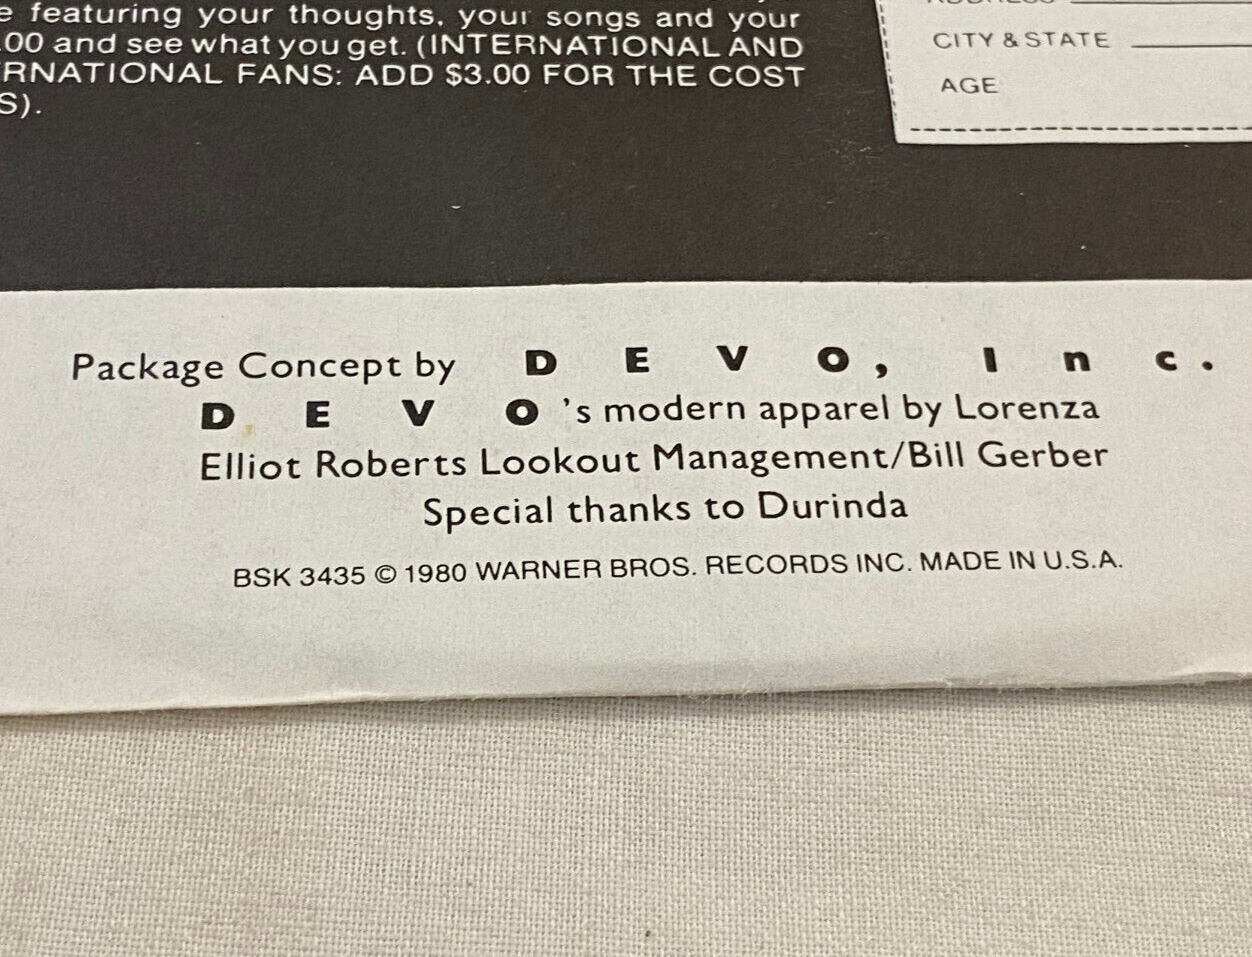 e featuring your thoughts, your songs and your
.00 and see what you get. (INTERNATIONAL AND
RNATIONAL FANS: ADD $3.00 FOR THE COST
S).
ADDRESS
CITY & STATE
AGE
Package Concept by D E V O, I n c.
D E V O's modern apparel by Lorenza
Elliot Roberts Lookout Management/Bill Gerber
Special thanks to Durinda
BSK 3435 © 1980 WARNER BROS. RECORDS INC. MADE IN U.S.A.